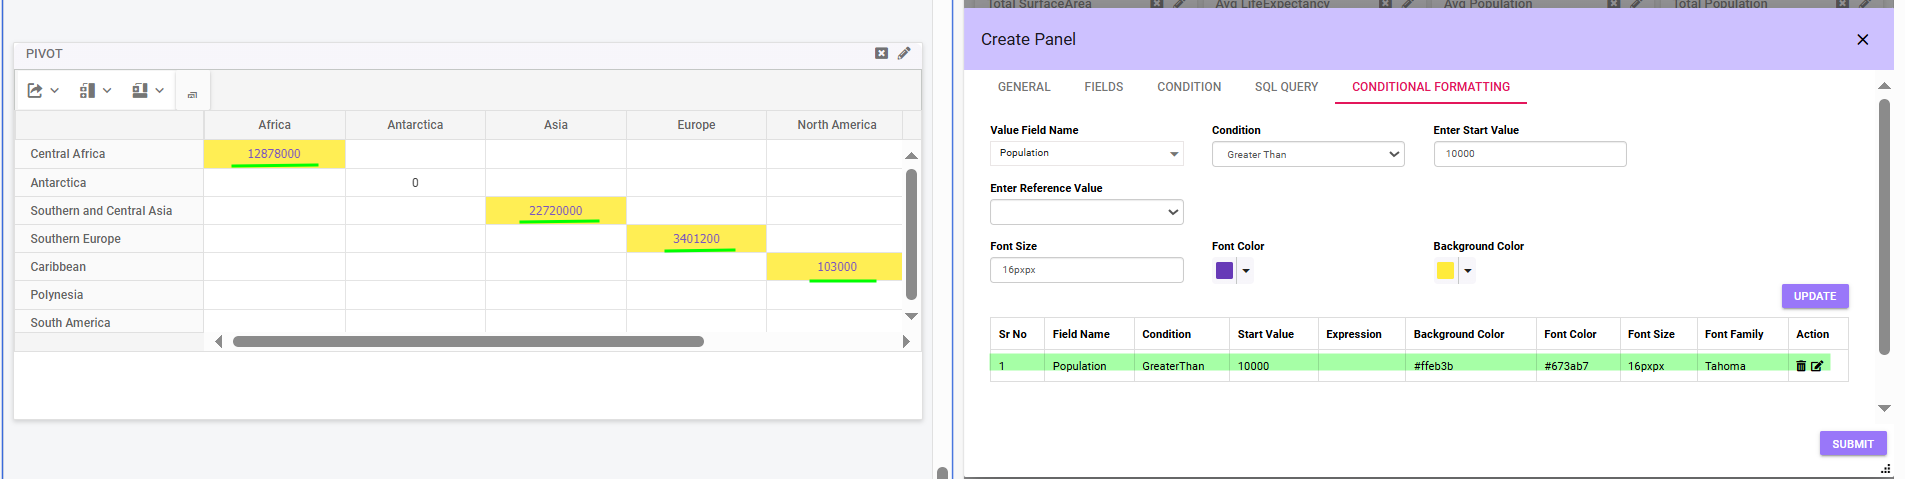 PIVOT
Africa Antarctica Asia Europe North America
Central Africa 12878000
Antarctica 0
Southern and Central Asia 22720000
Southern Europe 3401200
Caribbean 103000
Polynesia
South America
Total SurfaceArea Avg LifeExpectancy Avg Population Total Population
Create Panel
GENERAL FIELDS CONDITION SQL QUERY CONDITIONAL FORMATTING
Value Field Name Condition Enter Start Value
Population Greater Than 10000
Enter Reference Value
Font Size Font Color Background Color
16pxpx
UPDATE
Sr No Field Name Condition Start Value Expression Background Color Font Color Font Size Font Family Action
1 Population GreaterThan 10000 #ffeb3b #673ab7 16pxpx Tahoma
SUBMIT